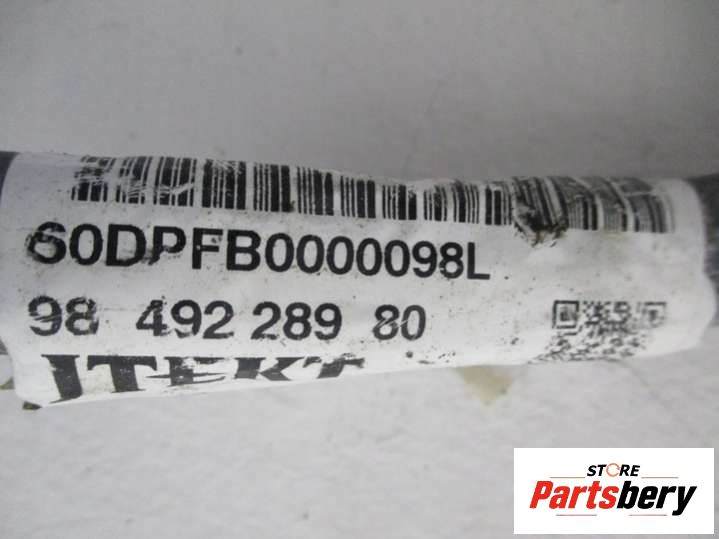 60DPFB0000098L
98 492 289 80
JTEKT
STORE
Partsbery